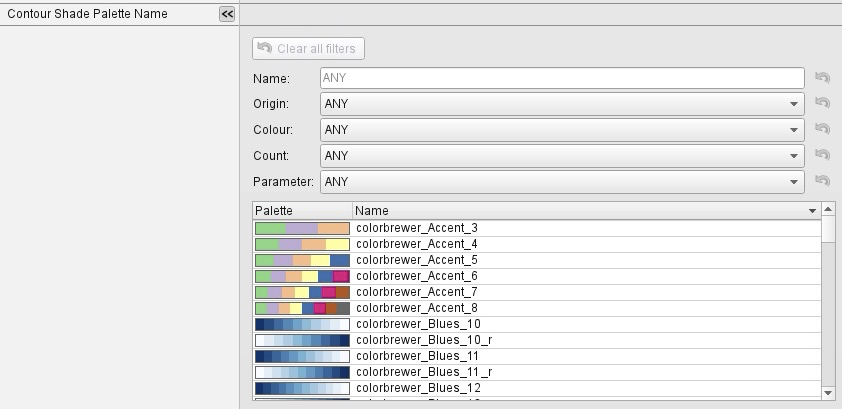 Contour Shade Palette Name
Clear all filters
Name: ANY
Origin: ANY
Colour: ANY
Count: ANY
Parameter: ANY
Palette Name
colorbrewer_Accent_3
colorbrewer_Accent_4
colorbrewer_Accent_5
colorbrewer_Accent_6
colorbrewer_Accent_7
colorbrewer_Accent_8
colorbrewer_Blues_10
colorbrewer_Blues_10_r
colorbrewer_Blues_11
colorbrewer_Blues_11_r
colorbrewer_Blues_12